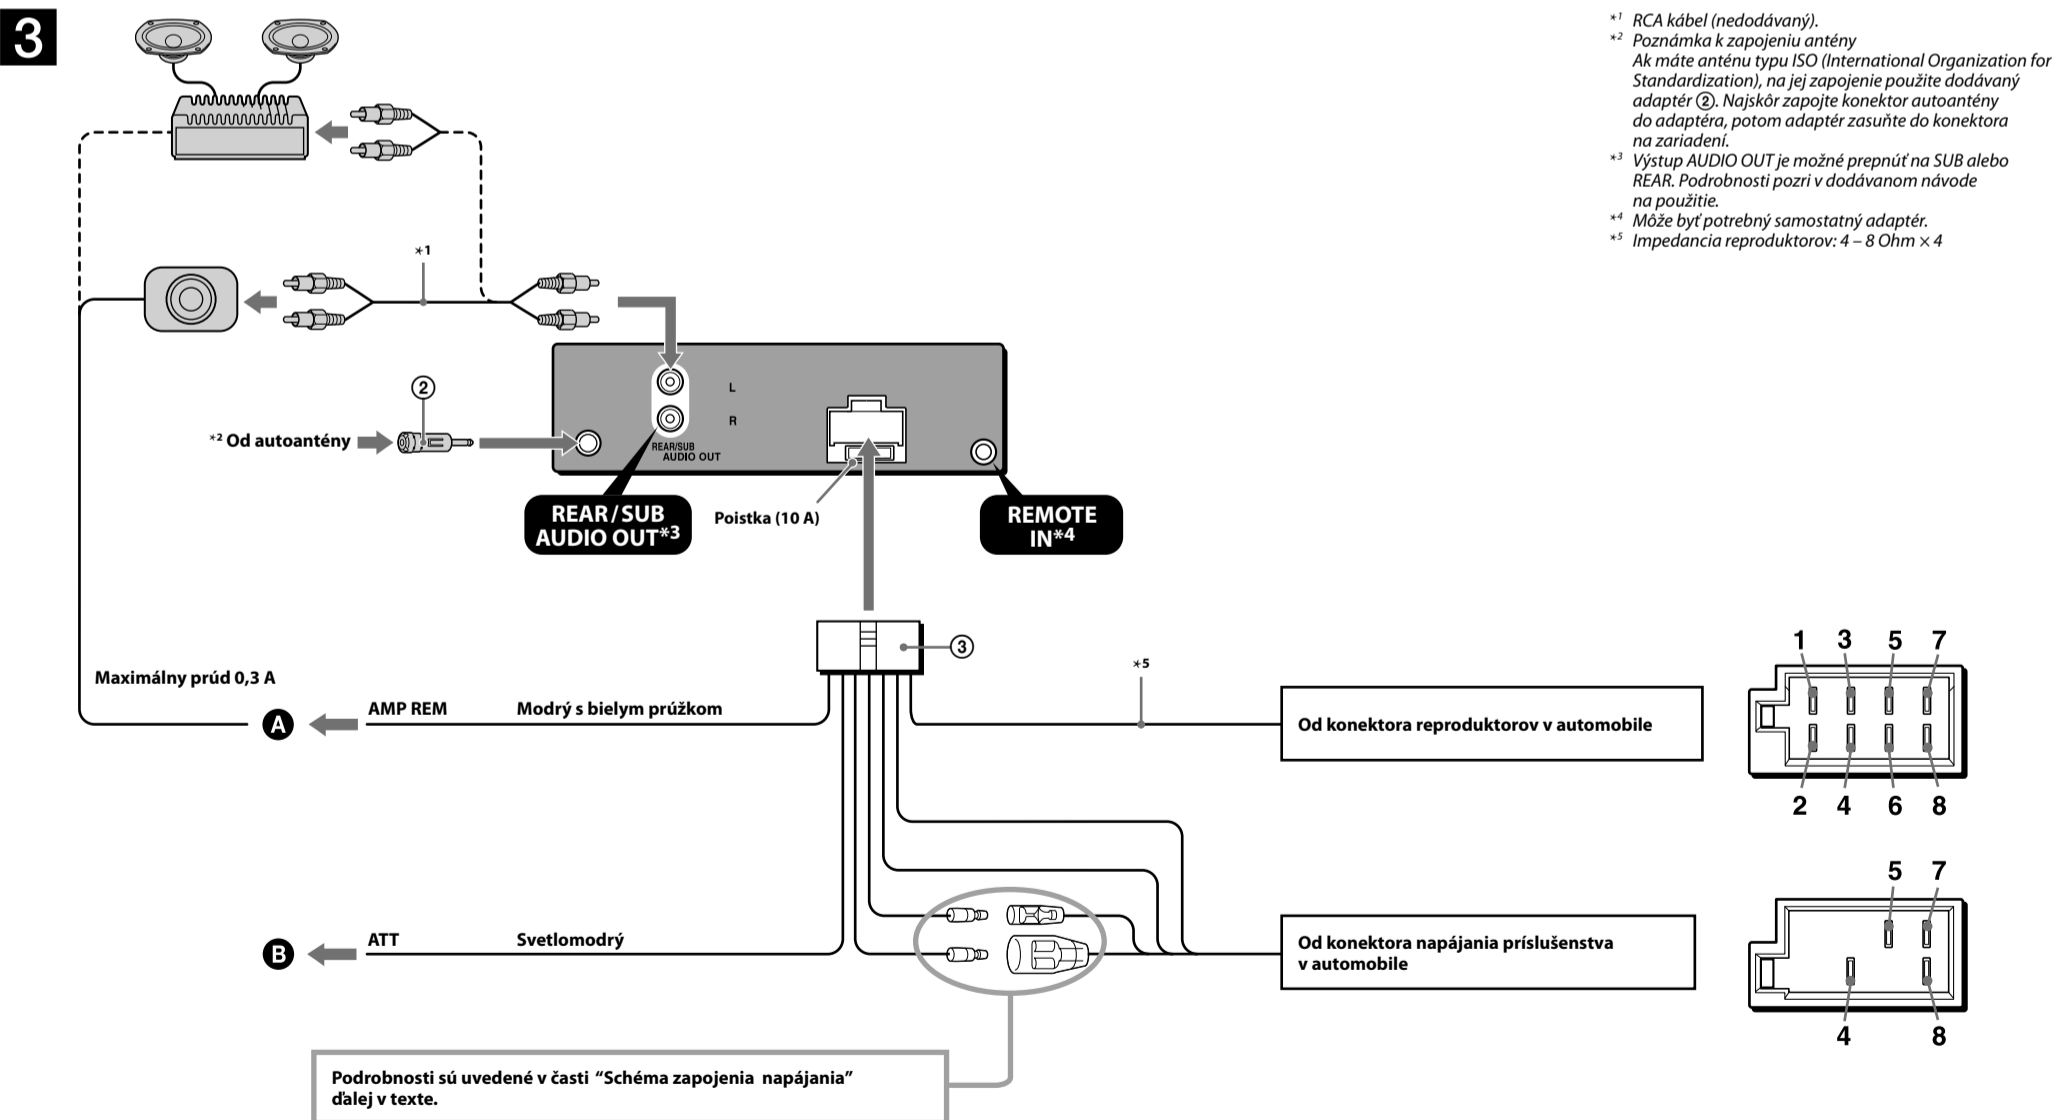 3
*1 RCA kábel (nedodávaný).
*2 Poznámka k zapojeniu antény
Ak máte anténu typu ISO (International Organization for
Standardization), na jej zapojenie použite dodávaný
adaptér ②. Najskôr zapojte konektor autoantény
do adaptéra, potom adaptér zasuňte do konektora
na zariadení.
*3 Výstup AUDIO OUT je možné prepnúť na SUB alebo
REAR. Podrobnosti pozri v dodávanom návode
na použitie.
*4 Môže byť potrebný samostatný adaptér.
*5 Impedancia reproduktorov: 4 – 8 Ohm × 4
*1
②
L
R
*2 Od autoantény
REAR/SUB
AUDIO OUT
REAR/SUB
AUDIO OUT*3
Poistka (10 A)
REMOTE
IN*4
③
*5
Maximálny prúd 0,3 A
A
AMP REM
Modrý s bielym prúžkom
Od konektora reproduktorov v automobile
1 3 5 7
2 4 6 8
B
ATT
Svetlomodrý
Od konektora napájania príslušenstva
v automobile
5 7
4 8
Podrobnosti sú uvedené v časti “Schéma zapojenia napájania”
ďalej v texte.